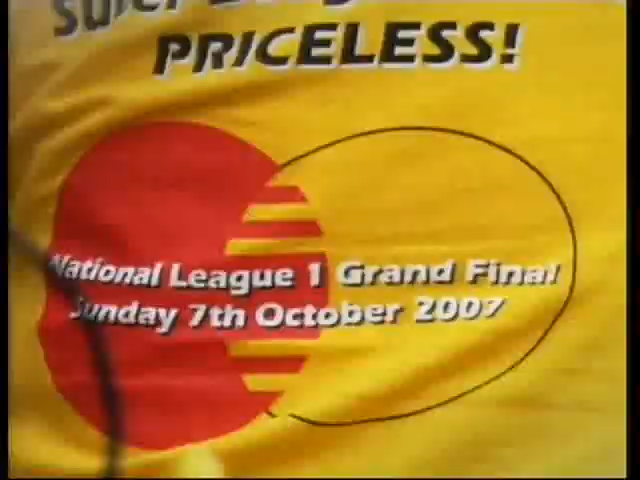 PRICELESS!
National League 1 Grand Final
Sunday 7th October 2007